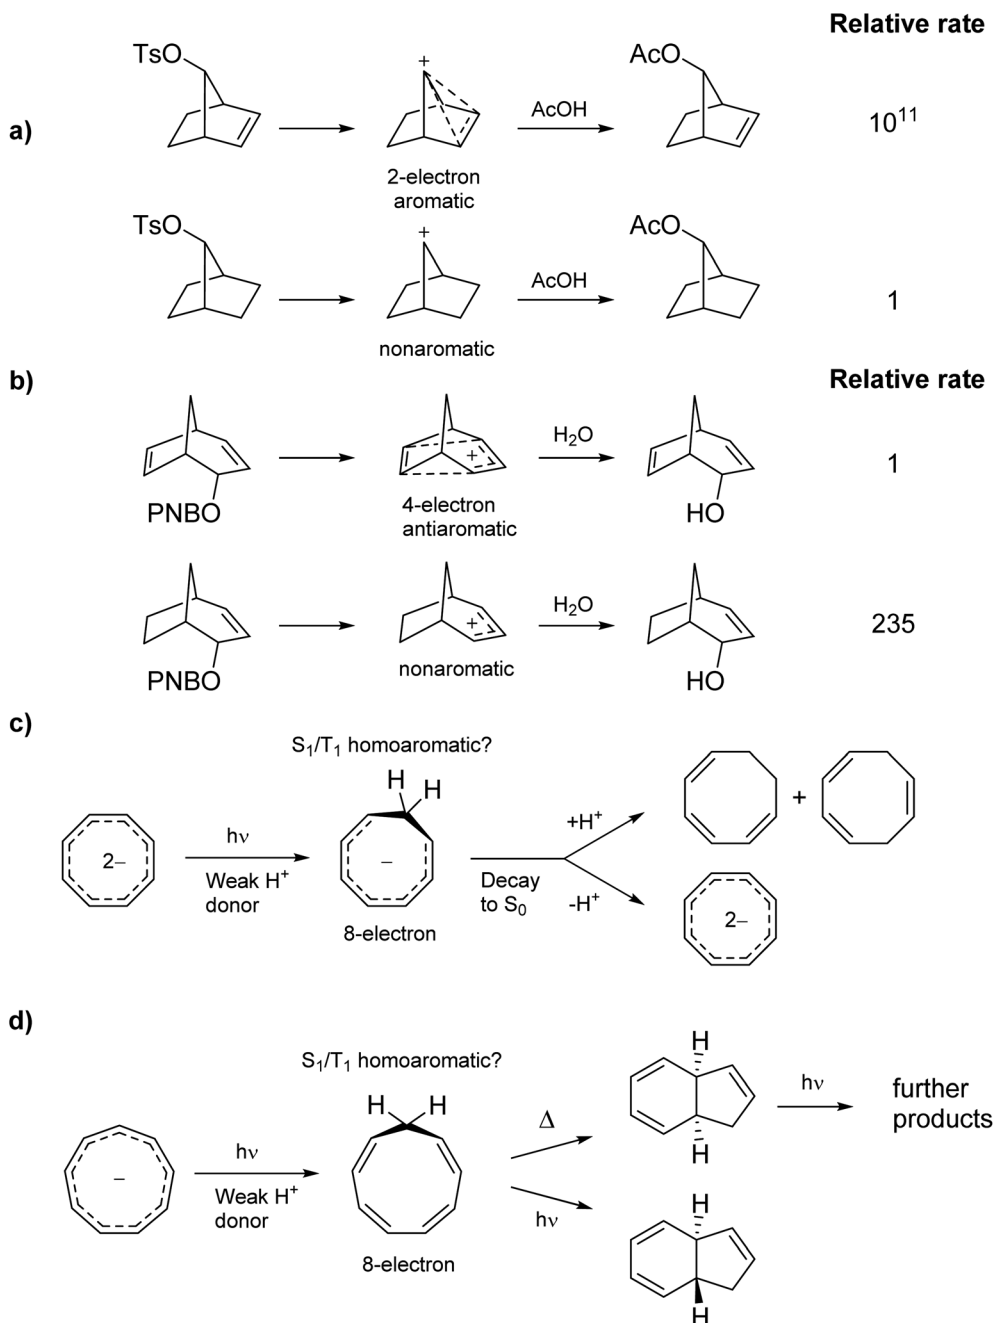 Relative rate
a)
TsO
+
AcOH
AcO
10¹¹
2-electron
aromatic
TsO
+
AcOH
AcO
1
nonaromatic
b)
Relative rate
PNBO
+
H₂O
HO
1
4-electron
antiaromatic
PNBO
+
H₂O
HO
235
nonaromatic
c)
S₁/T₁ homoaromatic?
H
H
2–
hν
Weak H⁺
donor
–
8-electron
Decay
to S₀
+H⁺
-H⁺
+
2–
d)
S₁/T₁ homoaromatic?
H H
–
hν
Weak H⁺
donor
8-electron
Δ
hν
H
H
hν
further
products
H
H